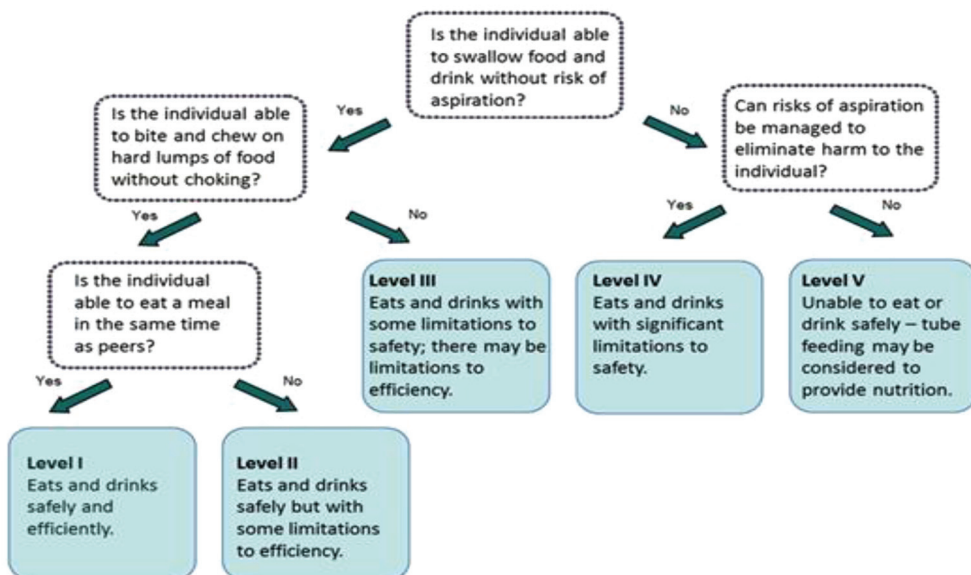 Is the individual able
to swallow food and
drink without risk of
aspiration?
Yes
No
Is the individual able
to bite and chew on
hard lumps of food
without choking?
Can risks of aspiration
be managed to
eliminate harm to the
individual?
Yes
No
Yes
No
Is the individual
able to eat a meal
in the same time
as peers?
Level III
Eats and drinks with
some limitations to
safety; there may be
limitations to
efficiency.
Level IV
Eats and drinks
with significant
limitations to
safety.
Level V
Unable to eat or
drink safely – tube
feeding may be
considered to
provide nutrition.
Yes
No
Level I
Eats and drinks
safely and
efficiently.
Level II
Eats and drinks
safely but with
some limitations
to efficiency.